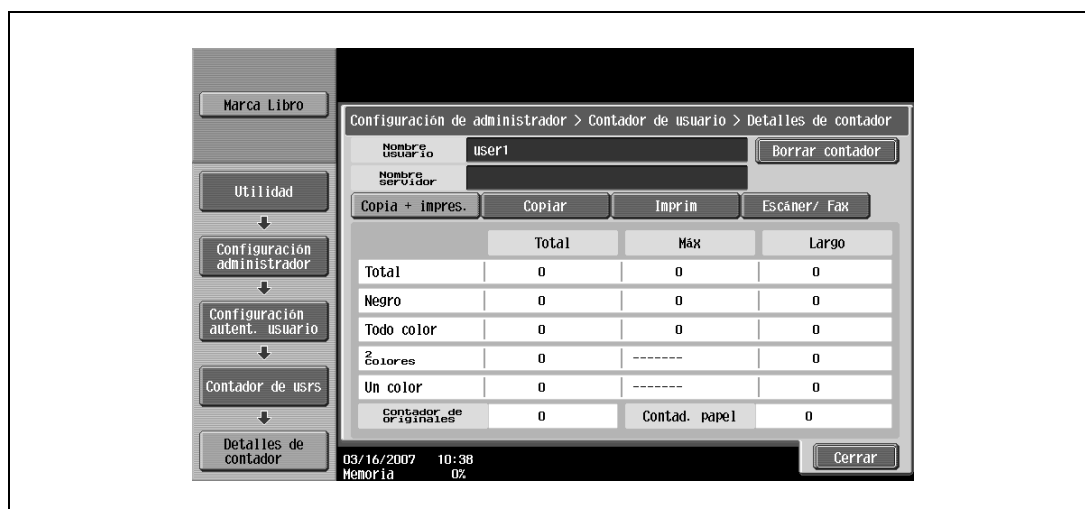 Marca Libro
Utilidad
Configuración
administrador
Configuración
autent. usuario
Contador de usrs
Detalles de
contador
Configuración de administrador > Contador de usuario > Detalles de contador
Nombre
usuario
user1
Borrar contador
Nombre
servidor
Copia + impres.
Copiar
Imprim
Escáner/ Fax
Total Máx Largo
Total 0 0 0
Negro 0 0 0
Todo color 0 0 0
2
colores 0 ------- 0
Un color 0 ------- 0
Contador de
originales 0 Contad. papel 0
03/16/2007 10:38
Memoria 0%
Cerrar